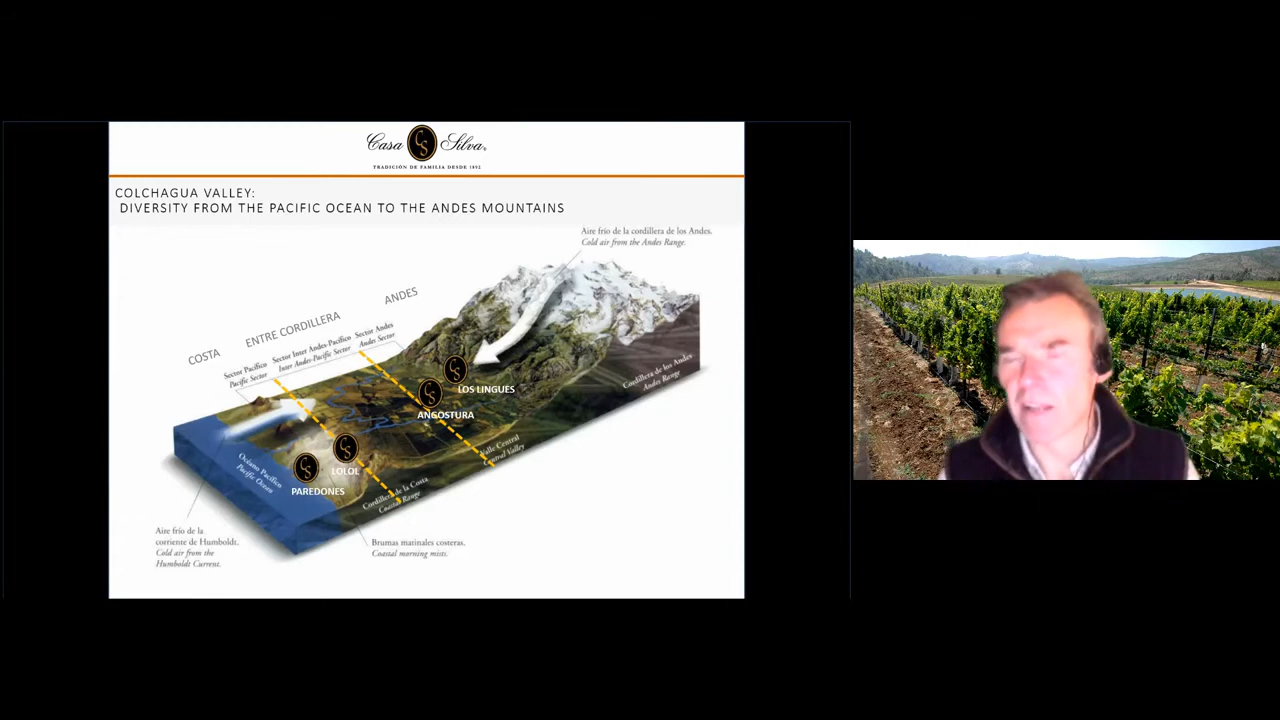 Casa CS Silva
TRADICIÓN DE FAMILIA DESDE 1892
COLCHAGUA VALLEY:
DIVERSITY FROM THE PACIFIC OCEAN TO THE ANDES MOUNTAINS
Aire frío de la cordillera de los Andes.
Cold air from the Andes Range.
COSTA
ENTRE CORDILLERA
ANDES
Sector Pacífico
Pacific Sector
Sector Inter Andes-Pacífico
Inter Andes-Pacific Sector
Sector Andes
Andes Sector
CS
LOS LINGUES
CS
ANGOSTURA
CS
LOLOL
CS
PAREDONES
Océano Pacífico
Pacific Ocean
Cordillera de la Costa
Coastal Range
Valle Central
Central Valley
Cordillera de los Andes
Andes Range
Aire frío de la
corriente de Humboldt.
Cold air from the
Humboldt Current.
Brumas matinales costeras.
Coastal morning mists.